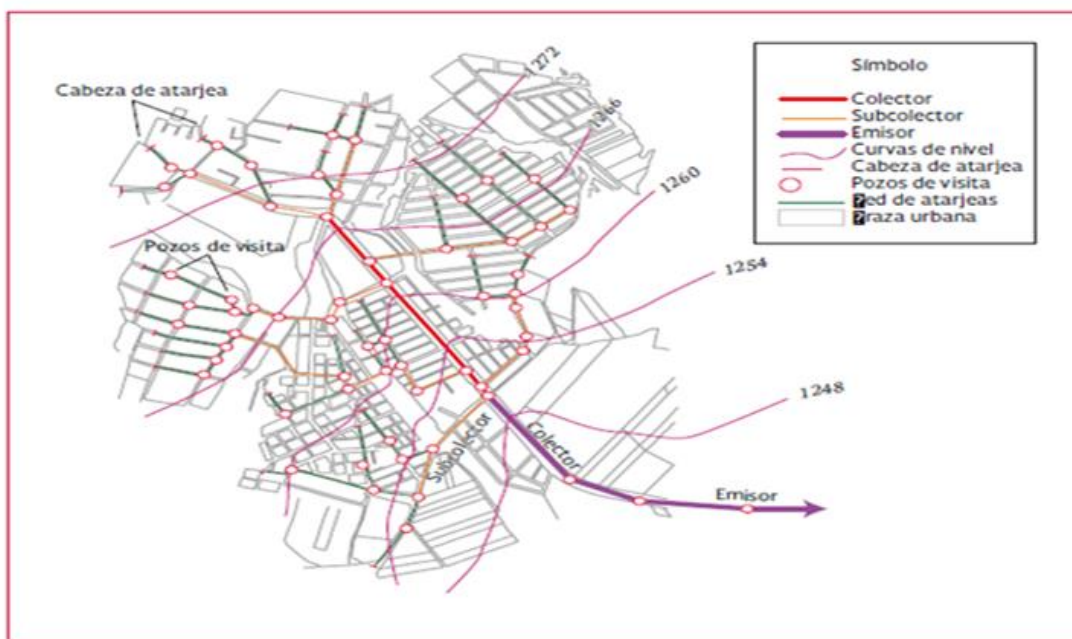 Cabeza de atarjea
Pozos de visita
1272
1266
1260
1254
1248
Subcolector
Colector
Emisor
Símbolo
Colector
Subcolector
Emisor
Curvas de nivel
Cabeza de atarjea
Pozos de visita
�ed de atarjeas
�raza urbana